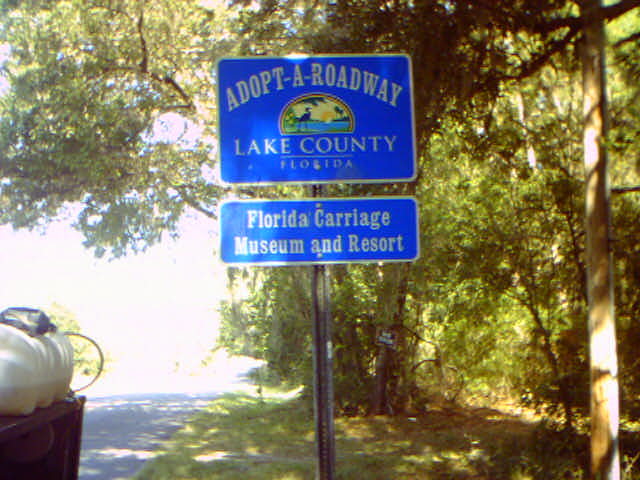 ADOPT-A-ROADWAY
LAKE COUNTY
FLORIDA
Florida Carriage
Museum and Resort